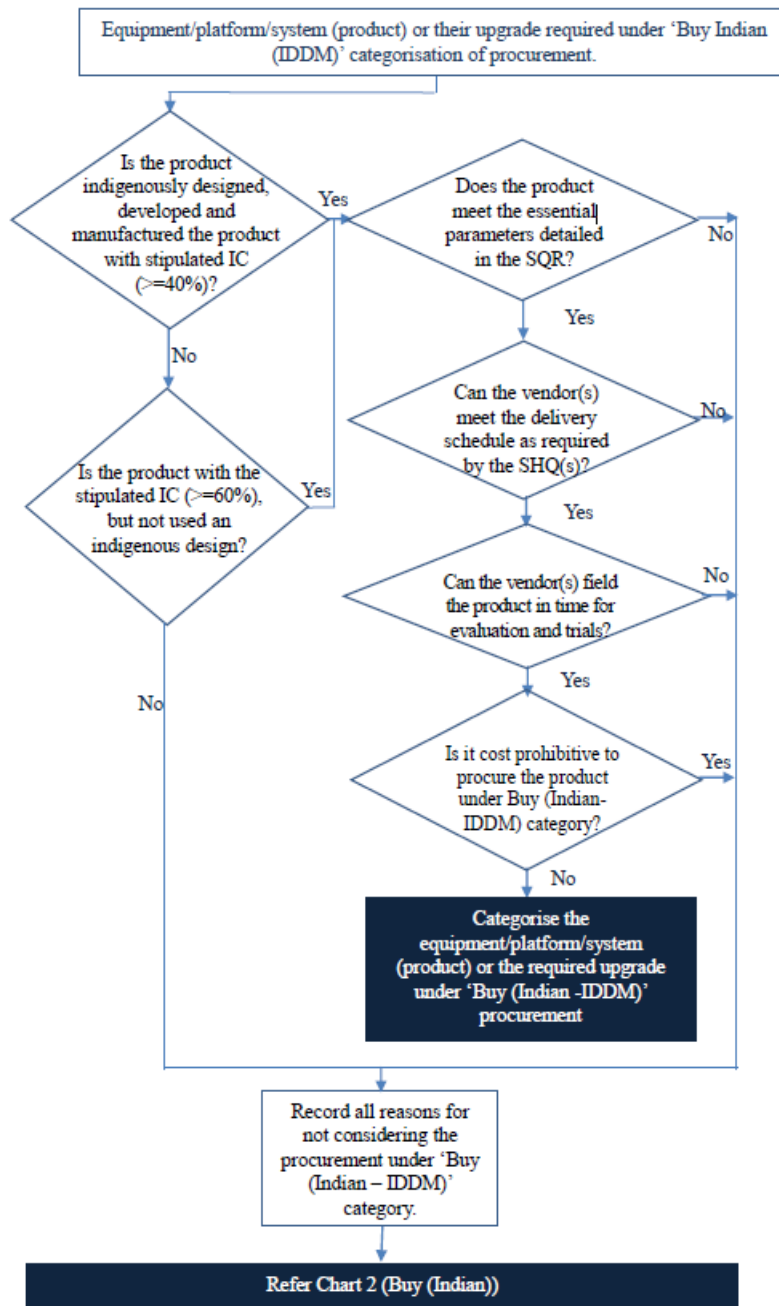 Equipment/platform/system (product) or their upgrade required under ‘Buy Indian
(IDDM)’ categorisation of procurement.
Is the product
indigenously designed,
developed and
manufactured the product
with stipulated IC
(>=40%)?
Yes
No
Is the product with the
stipulated IC (>=60%),
but not used an
indigenous design?
Yes
No
Does the product
meet the essential
parameters detailed
in the SQR?
No
Yes
Can the vendor(s)
meet the delivery
schedule as required
by the SHQ(s)?
No
Yes
Can the vendor(s) field
the product in time for
evaluation and trials?
No
Yes
Is it cost prohibitive to
procure the product
under Buy (Indian-
IDDM) category?
Yes
No
Categorise the
equipment/platform/system
(product) or the required upgrade
under ‘Buy (Indian -IDDM)’
procurement
Record all reasons for
not considering the
procurement under ‘Buy
(Indian – IDDM)’
category.
Refer Chart 2 (Buy (Indian))